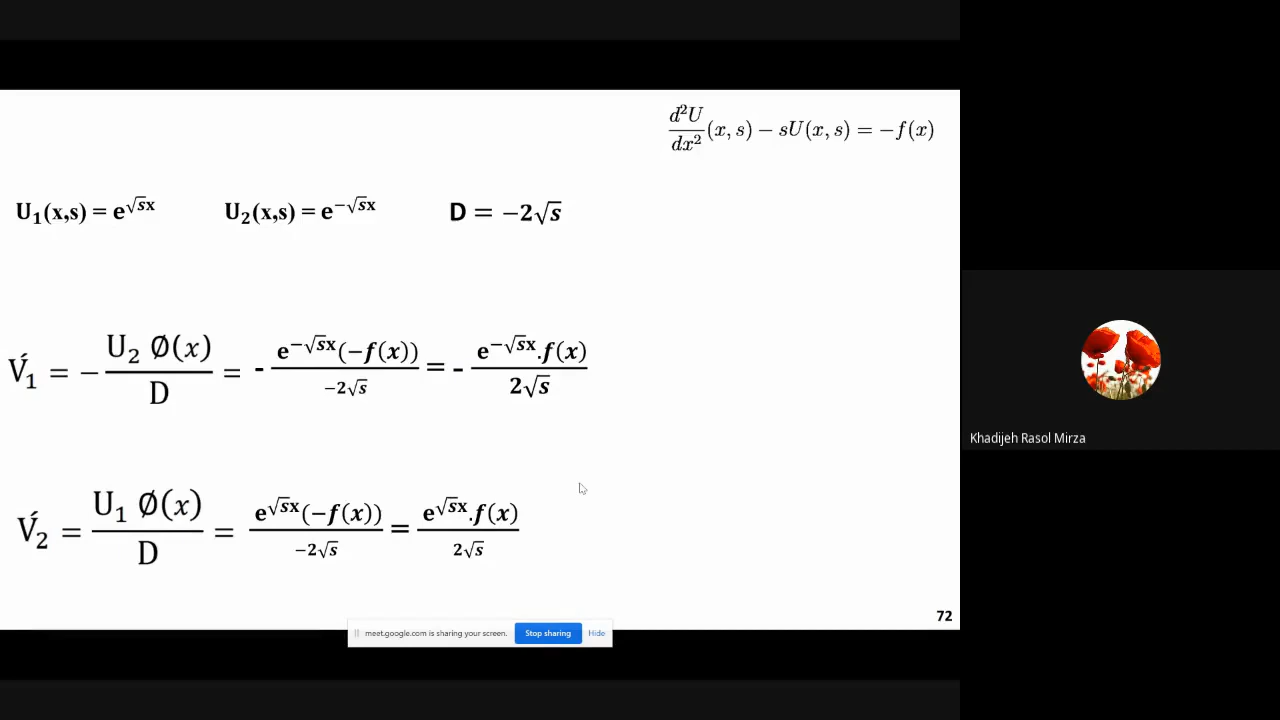 d²U/dx² (x, s) − sU(x, s) = −f(x)
U₁(x,s) = e^{√s x} U₂(x,s) = e^{−√s x} D = −2√s
V́₁ = − U₂ Ø(x)/D = - e^{−√s x}(−f(x))/−2√s = - e^{−√s x}.f(x)/2√s
Khadijeh Rasol Mirza
V́₂ = U₁ Ø(x)/D = e^{√s x}(−f(x))/−2√s = e^{√s x}.f(x)/2√s
72
meet.google.com is sharing your screen. Stop sharing Hide